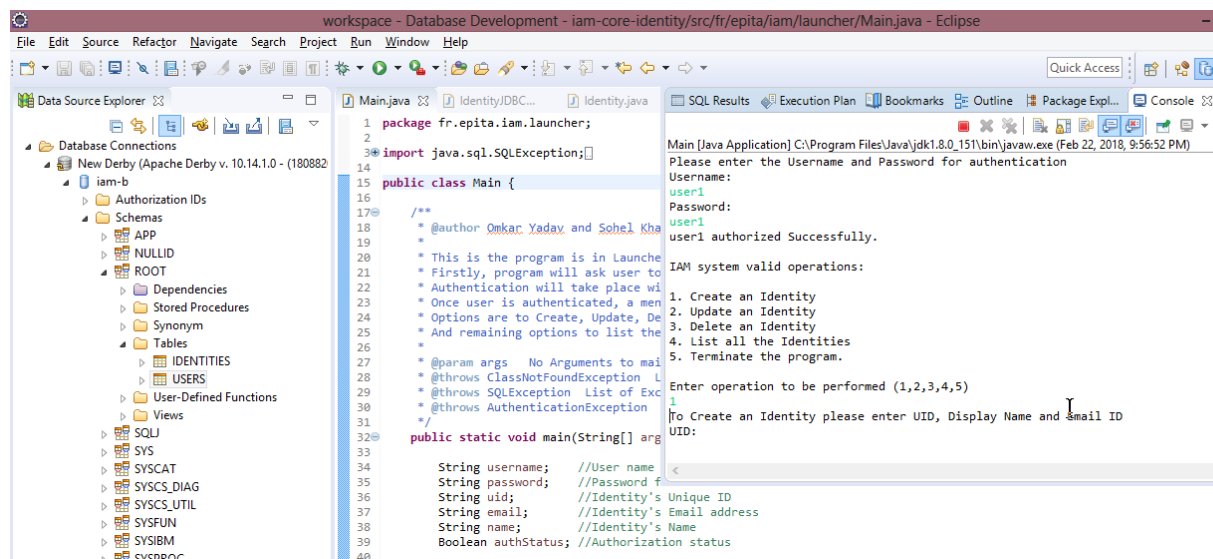 workspace - Database Development - iam-core-identity/src/fr/epita/iam/launcher/Main.java - Eclipse
File Edit Source Refactor Navigate Search Project Run Window Help
Quick Access
Data Source Explorer
Database Connections
New Derby (Apache Derby v. 10.14.1.0 - (180882
iam-b
Authorization IDs
Schemas
APP
NULLID
ROOT
Dependencies
Stored Procedures
Synonym
Tables
IDENTITIES
USERS
User-Defined Functions
Views
SQLJ
SYS
SYSCAT
SYSCS_DIAG
SYSCS_UTIL
SYSFUN
SYSIBM
SYSPROC
Main.java IdentityJDBC... Identity.java
1 package fr.epita.iam.launcher;
2
3 import java.sql.SQLException;
14
15 public class Main {
16
17 /**
18 * @author Omkar Yadav and Sohel Kha
19 *
20 * This is the program is in Launche
21 * Firstly, program will ask user to
22 * Authentication will take place wi
23 * Once user is authenticated, a men
24 * Options are to Create, Update, De
25 * And remaining options to list the
26 *
27 * @param args No Arguments to mai
28 * @throws ClassNotFoundException L
29 * @throws SQLException List of Exc
30 * @throws AuthenticationException
31 */
32 public static void main(String[] arg
33
34 String username; //User name
35 String password; //Password f
36 String uid; //Identity's Unique ID
37 String email; //Identity's Email address
38 String name; //Identity's Name
39 Boolean authStatus; //Authorization status
40
SQL Results Execution Plan Bookmarks Outline Package Expl... Console
Main [Java Application] C:\Program Files\Java\jdk1.8.0_151\bin\javaw.exe (Feb 22, 2018, 9:56:52 PM)
Please enter the Username and Password for authentication
Username:
user1
Password:
user1
user1 authorized Successfully.
IAM system valid operations:
1. Create an Identity
2. Update an Identity
3. Delete an Identity
4. List all the Identities
5. Terminate the program.
Enter operation to be performed (1,2,3,4,5)
1
To Create an Identity please enter UID, Display Name and Email ID
UID: